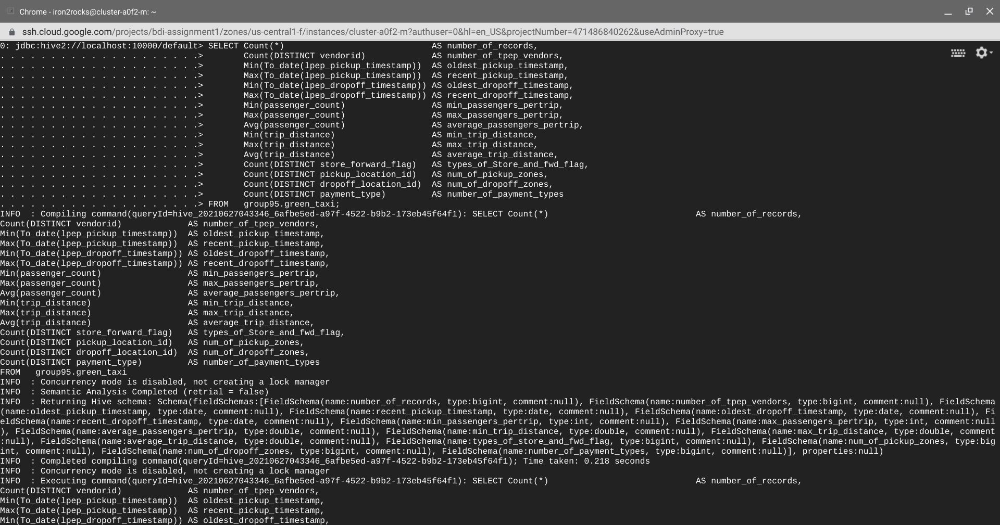 Chrome - iron2rocks@cluster-a0f2-m: ~
ssh.cloud.google.com/projects/bdi-assignment1/zones/us-central1-f/instances/cluster-a0f2-m?authuser=0&hl=en_US&projectNumber=471486840262&useAdminProxy=true
0: jdbc:hive2://localhost:10000/default> SELECT Count(*)                             AS number_of_records,
. . . . . . . . . . . . . . . . . . . .>        Count(DISTINCT vendorid)             AS number_of_tpep_vendors,
. . . . . . . . . . . . . . . . . . . .>        Min(To_date(lpep_pickup_timestamp))  AS oldest_pickup_timestamp,
. . . . . . . . . . . . . . . . . . . .>        Max(To_date(lpep_pickup_timestamp))  AS recent_pickup_timestamp,
. . . . . . . . . . . . . . . . . . . .>        Min(To_date(lpep_dropoff_timestamp)) AS oldest_dropoff_timestamp,
. . . . . . . . . . . . . . . . . . . .>        Max(To_date(lpep_dropoff_timestamp)) AS recent_dropoff_timestamp,
. . . . . . . . . . . . . . . . . . . .>        Min(passenger_count)                 AS min_passengers_pertrip,
. . . . . . . . . . . . . . . . . . . .>        Max(passenger_count)                 AS max_passengers_pertrip,
. . . . . . . . . . . . . . . . . . . .>        Avg(passenger_count)                 AS average_passengers_pertrip,
. . . . . . . . . . . . . . . . . . . .>        Min(trip_distance)                   AS min_trip_distance,
. . . . . . . . . . . . . . . . . . . .>        Max(trip_distance)                   AS max_trip_distance,
. . . . . . . . . . . . . . . . . . . .>        Avg(trip_distance)                   AS average_trip_distance,
. . . . . . . . . . . . . . . . . . . .>        Count(DISTINCT store_forward_flag)   AS types_of_Store_and_fwd_flag,
. . . . . . . . . . . . . . . . . . . .>        Count(DISTINCT pickup_location_id)   AS num_of_pickup_zones,
. . . . . . . . . . . . . . . . . . . .>        Count(DISTINCT dropoff_location_id)  AS num_of_dropoff_zones,
. . . . . . . . . . . . . . . . . . . .>        Count(DISTINCT payment_type)         AS number_of_payment_types
. . . . . . . . . . . . . . . . . . . .> FROM   group95.green_taxi;
INFO  : Compiling command(queryId=hive_20210627043346_6afbe5ed-a97f-4522-b9b2-173eb45f64f1): SELECT Count(*)                             AS number_of_records,
Count(DISTINCT vendorid)             AS number_of_tpep_vendors,
Min(To_date(lpep_pickup_timestamp))  AS oldest_pickup_timestamp,
Max(To_date(lpep_pickup_timestamp))  AS recent_pickup_timestamp,
Min(To_date(lpep_dropoff_timestamp)) AS oldest_dropoff_timestamp,
Max(To_date(lpep_dropoff_timestamp)) AS recent_dropoff_timestamp,
Min(passenger_count)                 AS min_passengers_pertrip,
Max(passenger_count)                 AS max_passengers_pertrip,
Avg(passenger_count)                 AS average_passengers_pertrip,
Min(trip_distance)                   AS min_trip_distance,
Max(trip_distance)                   AS max_trip_distance,
Avg(trip_distance)                   AS average_trip_distance,
Count(DISTINCT store_forward_flag)   AS types_of_Store_and_fwd_flag,
Count(DISTINCT pickup_location_id)   AS num_of_pickup_zones,
Count(DISTINCT dropoff_location_id)  AS num_of_dropoff_zones,
Count(DISTINCT payment_type)         AS number_of_payment_types
FROM   group95.green_taxi
INFO  : Concurrency mode is disabled, not creating a lock manager
INFO  : Semantic Analysis Completed (retrial = false)
INFO  : Returning Hive schema: Schema(fieldSchemas:[FieldSchema(name:number_of_records, type:bigint, comment:null), FieldSchema(name:number_of_tpep_vendors, type:bigint, comment:null), FieldSchema
(name:oldest_pickup_timestamp, type:date, comment:null), FieldSchema(name:recent_pickup_timestamp, type:date, comment:null), FieldSchema(name:oldest_dropoff_timestamp, type:date, comment:null), Fi
eldSchema(name:recent_dropoff_timestamp, type:date, comment:null), FieldSchema(name:min_passengers_pertrip, type:int, comment:null), FieldSchema(name:max_passengers_pertrip, type:int, comment:null
), FieldSchema(name:average_passengers_pertrip, type:double, comment:null), FieldSchema(name:min_trip_distance, type:double, comment:null), FieldSchema(name:max_trip_distance, type:double, comment
:null), FieldSchema(name:average_trip_distance, type:double, comment:null), FieldSchema(name:types_of_store_and_fwd_flag, type:bigint, comment:null), FieldSchema(name:num_of_pickup_zones, type:big
int, comment:null), FieldSchema(name:num_of_dropoff_zones, type:bigint, comment:null), FieldSchema(name:number_of_payment_types, type:bigint, comment:null)], properties:null)
INFO  : Completed compiling command(queryId=hive_20210627043346_6afbe5ed-a97f-4522-b9b2-173eb45f64f1); Time taken: 0.218 seconds
INFO  : Concurrency mode is disabled, not creating a lock manager
INFO  : Executing command(queryId=hive_20210627043346_6afbe5ed-a97f-4522-b9b2-173eb45f64f1): SELECT Count(*)                             AS number_of_records,
Count(DISTINCT vendorid)             AS number_of_tpep_vendors,
Min(To_date(lpep_pickup_timestamp))  AS oldest_pickup_timestamp,
Max(To_date(lpep_pickup_timestamp))  AS recent_pickup_timestamp,
Min(To_date(lpep_dropoff_timestamp)) AS oldest_dropoff_timestamp,